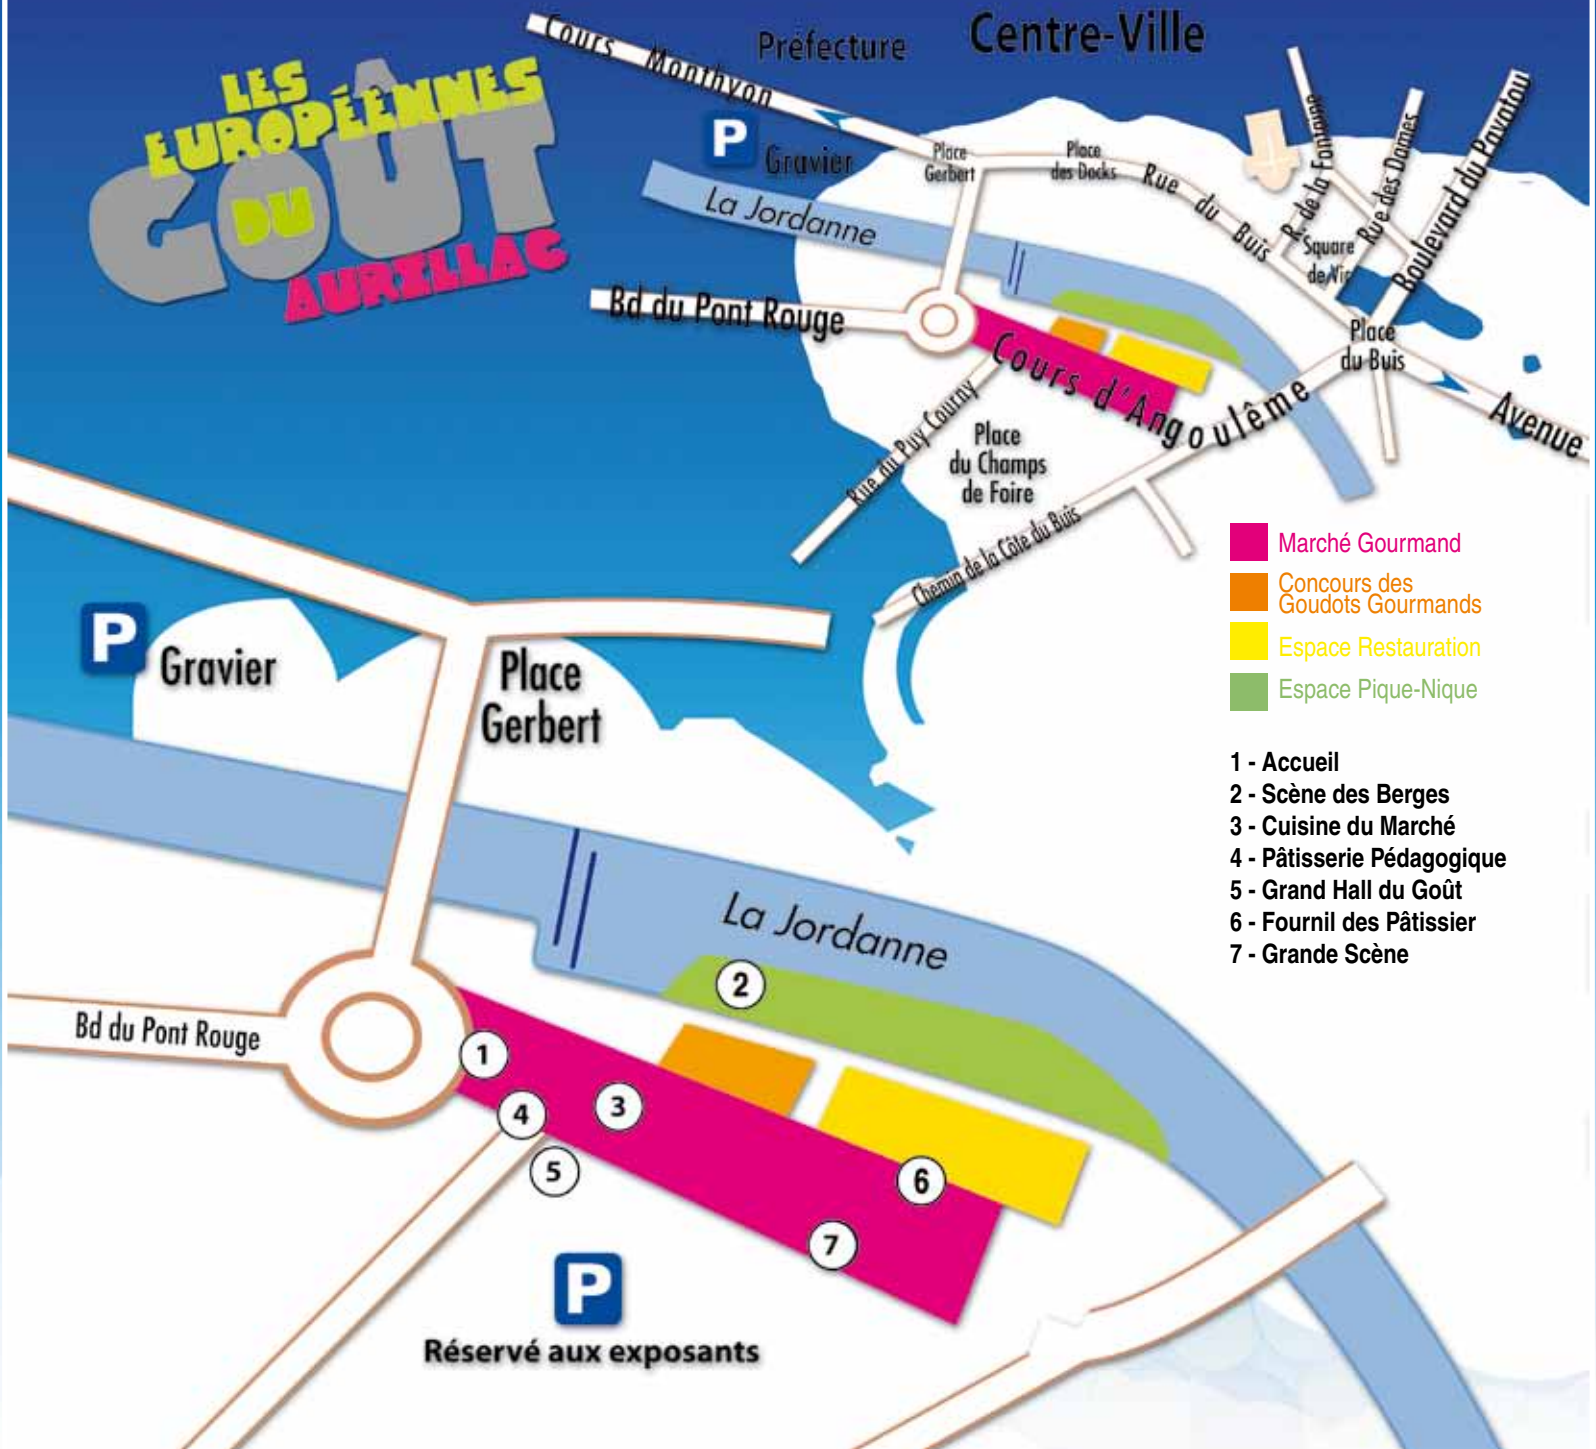 LES
EUROPÉENNES
DU
GOÛT
AURILLAC
Cours Monthyon
Préfecture
Centre-Ville
P
Gravier
Place
Gerbert
Place
des Docks
Rue du Buis
R. de la Fontaine
Rue des Dames
Boulevard du Pavatou
Square
de Vic
La Jordanne
Bd du Pont Rouge
Cours d'Angoulême
Place
du Buis
Avenue
Rue du Puy Courny
Place
du Champs
de Foire
Chemin de la Côte du Buis
Marché Gourmand
Concours des
Goudots Gourmands
Espace Restauration
Espace Pique-Nique
1 - Accueil
2 - Scène des Berges
3 - Cuisine du Marché
4 - Pâtisserie Pédagogique
5 - Grand Hall du Goût
6 - Fournil des Pâtissier
7 - Grande Scène
P
Gravier
Place
Gerbert
La Jordanne
2
Bd du Pont Rouge
1
4
3
5
6
7
P
Réservé aux exposants